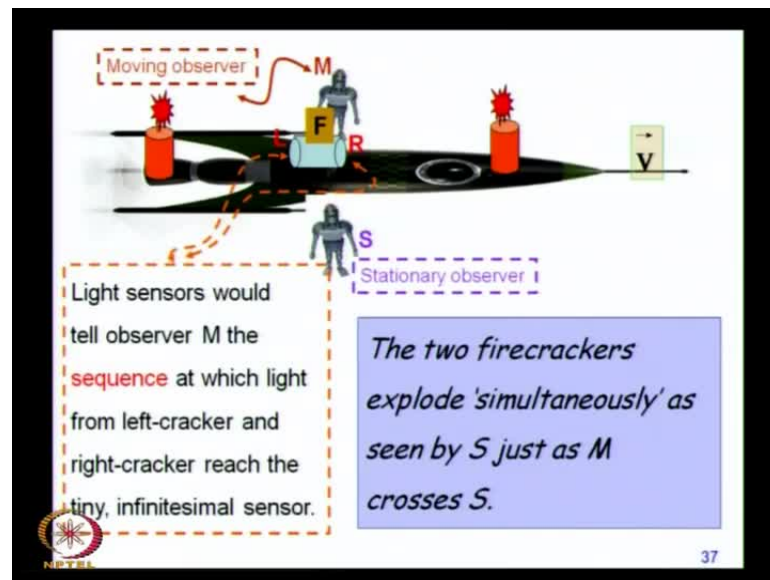 Moving observer
M
F
L
R
V
S
Stationary observer
Light sensors would
tell observer M the
sequence at which light
from left-cracker and
right-cracker reach the
tiny, infinitesimal sensor.
The two firecrackers
explode 'simultaneously' as
seen by S just as M
crosses S.
NPTEL
37